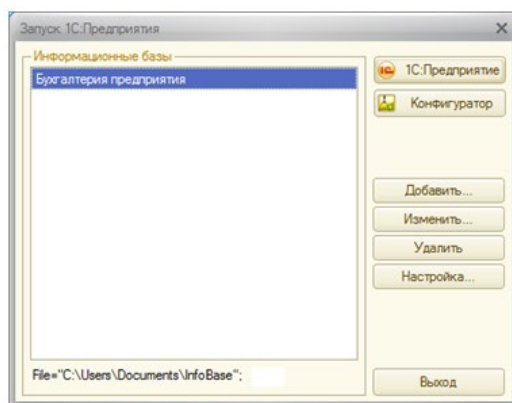 Запуск 1С:Предприятия
Информационные базы
Бухгалтерия предприятия
1С:Предприятие
Конфигуратор
Добавить...
Изменить...
Удалить
Настройка...
File="C:\Users\Documents\InfoBase";
Выход